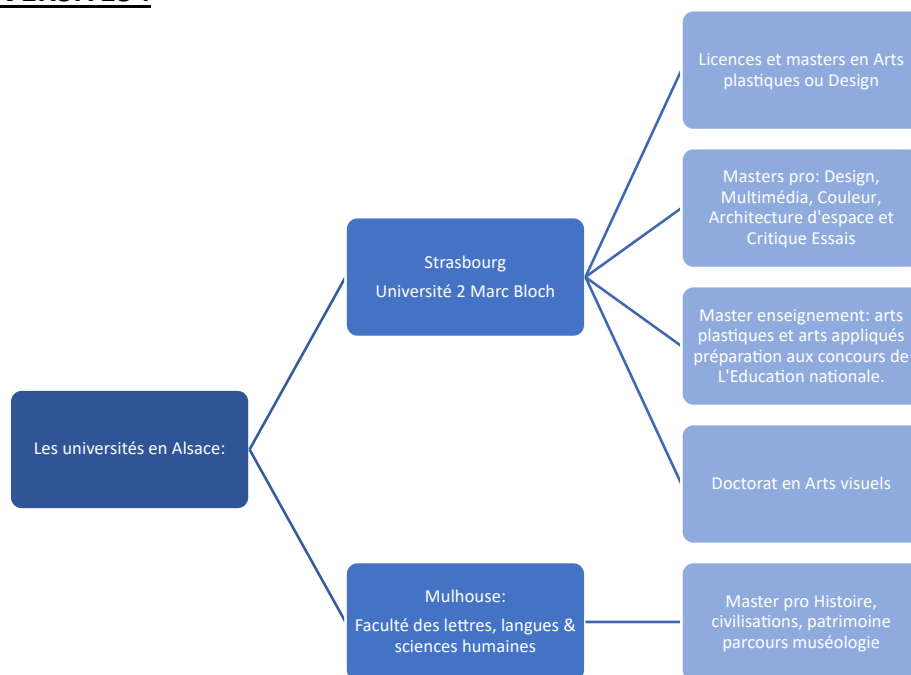 Licences et masters en Arts
plastiques ou Design
Masters pro: Design,
Multimédia, Couleur,
Architecture d'espace et
Critique Essais
Strasbourg
Université 2 Marc Bloch
Master enseignement: arts
plastiques et arts appliqués
préparation aux concours de
L'Education nationale.
Les universités en Alsace:
Doctorat en Arts visuels
Mulhouse:
Faculté des lettres, langues &
sciences humaines
Master pro Histoire,
civilisations, patrimoine
parcours muséologie